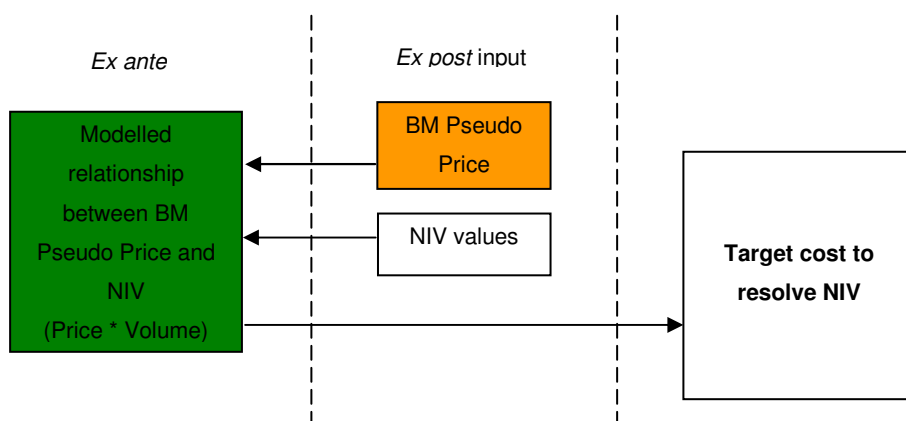 Ex ante
Ex post input
Modelled
relationship
between BM
Pseudo Price and
NIV
(Price * Volume)
BM Pseudo
Price
NIV values
Target cost to
resolve NIV